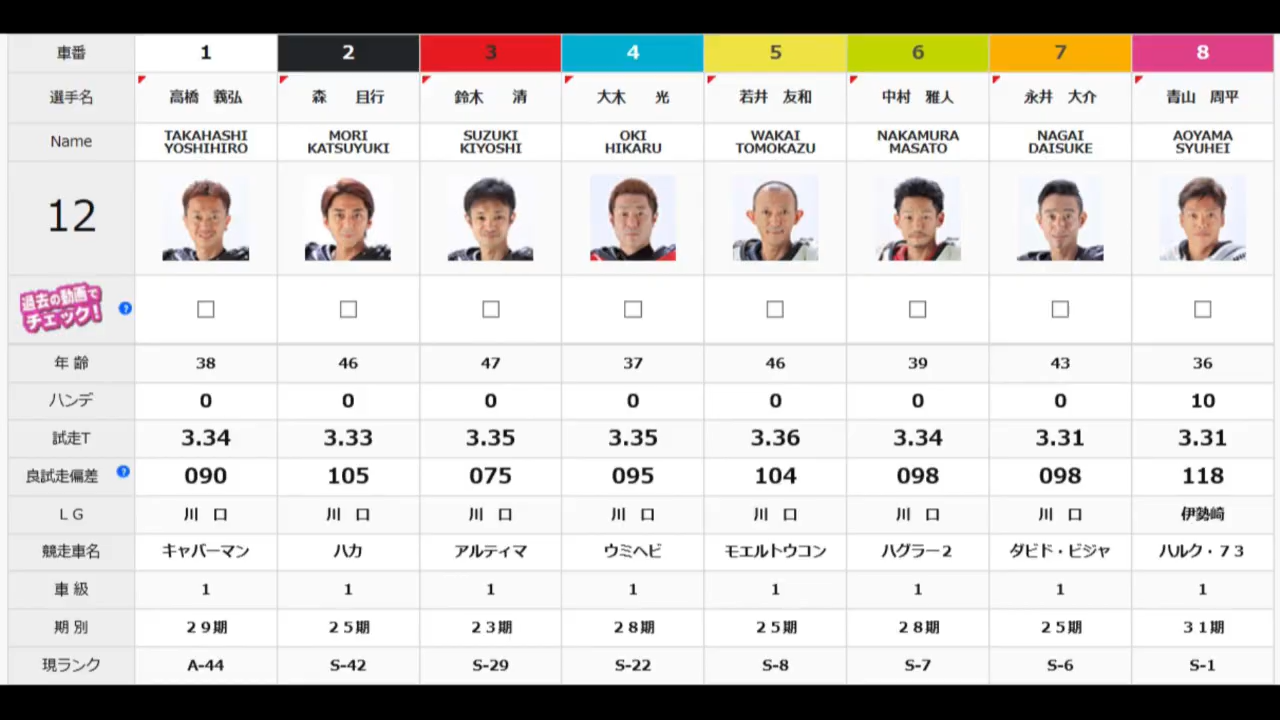 車番 1 2 3 4 5 6 7 8
選手名 高橋 義弘 森 且行 鈴木 清 大木 光 若井 友和 中村 雅人 永井 大介 青山 周平
Name TAKAHASHI YOSHIHIRO MORI KATSUYUKI SUZUKI KIYOSHI OKI HIKARU WAKAI TOMOKAZU NAKAMURA MASATO NAGAI DAISUKE AOYAMA SYUHEI
12
過去の動画で
チェック! ?
年 齢 38 46 47 37 46 39 43 36
ハンデ 0 0 0 0 0 0 0 10
試走T 3.34 3.33 3.35 3.35 3.36 3.34 3.31 3.31
良試走偏差 ? 090 105 075 095 104 098 098 118
ＬＧ 川 口 川 口 川 口 川 口 川 口 川 口 川 口 伊勢崎
競走車名 キャバーマン ハカ アルティマ ウミヘビ モエルトウコン ハグラー２ ダビド・ビジャ ハルク・７３
車 級 1 1 1 1 1 1 1 1
期 別 ２９期 ２５期 ２３期 ２８期 ２５期 ２８期 ２５期 ３１期
現ランク A-44 S-42 S-29 S-22 S-8 S-7 S-6 S-1